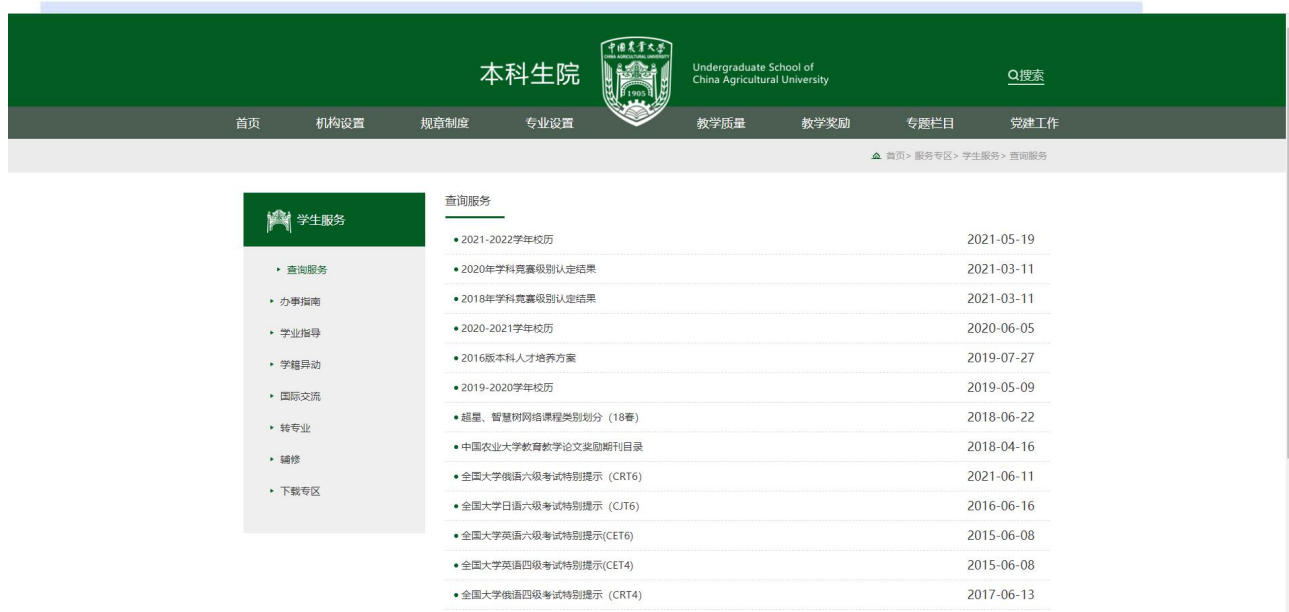 本科生院
中国农业大学
CHINA AGRICULTURAL UNIVERSITY
1905
Undergraduate School of
China Agricultural University
搜索
首页 机构设置 规章制度 专业设置 教学质量 教学奖励 专题栏目 党建工作
首页> 服务专区> 学生服务> 查询服务
学生服务
查询服务
办事指南
学业指导
学籍异动
国际交流
转专业
辅修
下载专区
查询服务
2021-2022学年校历 2021-05-19
2020年学科竞赛级别认定结果 2021-03-11
2018年学科竞赛级别认定结果 2021-03-11
2020-2021学年校历 2020-06-05
2016版本科人才培养方案 2019-07-27
2019-2020学年校历 2019-05-09
超星、智慧树网络课程类别划分（18春） 2018-06-22
中国农业大学教育教学论文奖励期刊目录 2018-04-16
全国大学俄语六级考试特别提示（CRT6） 2021-06-11
全国大学日语六级考试特别提示（CJT6） 2016-06-16
全国大学英语六级考试特别提示(CET6) 2015-06-08
全国大学英语四级考试特别提示(CET4) 2015-06-08
全国大学俄语四级考试特别提示（CRT4） 2017-06-13